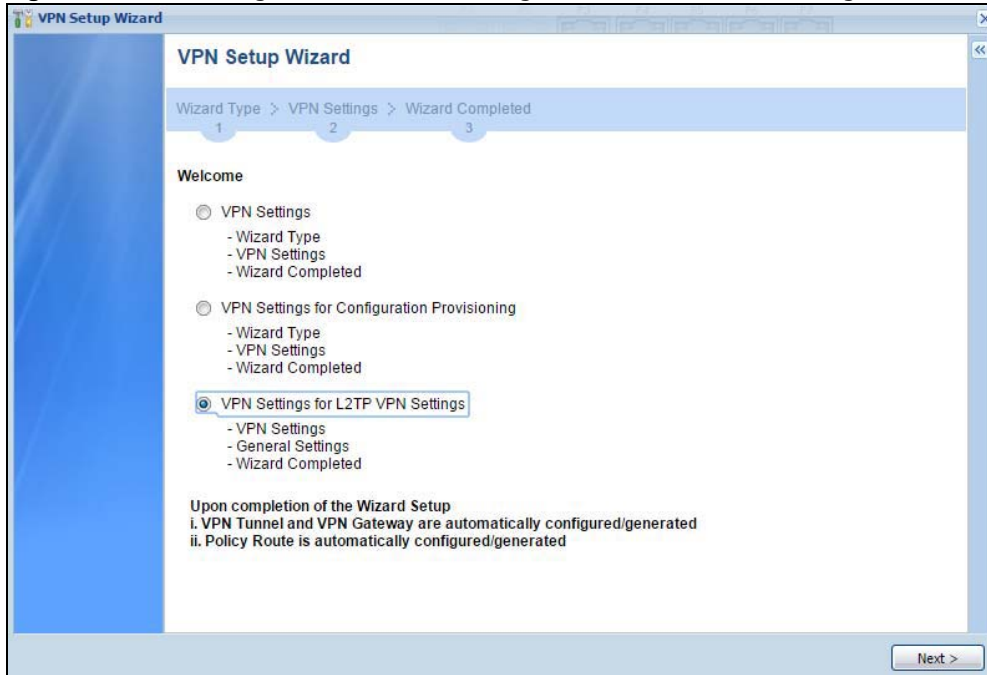 VPN Setup Wizard
VPN Setup Wizard
Wizard Type > VPN Settings > Wizard Completed
1 2 3
Welcome
VPN Settings
- Wizard Type
- VPN Settings
- Wizard Completed
VPN Settings for Configuration Provisioning
- Wizard Type
- VPN Settings
- Wizard Completed
VPN Settings for L2TP VPN Settings
- VPN Settings
- General Settings
- Wizard Completed
Upon completion of the Wizard Setup
i. VPN Tunnel and VPN Gateway are automatically configured/generated
ii. Policy Route is automatically configured/generated
Next >